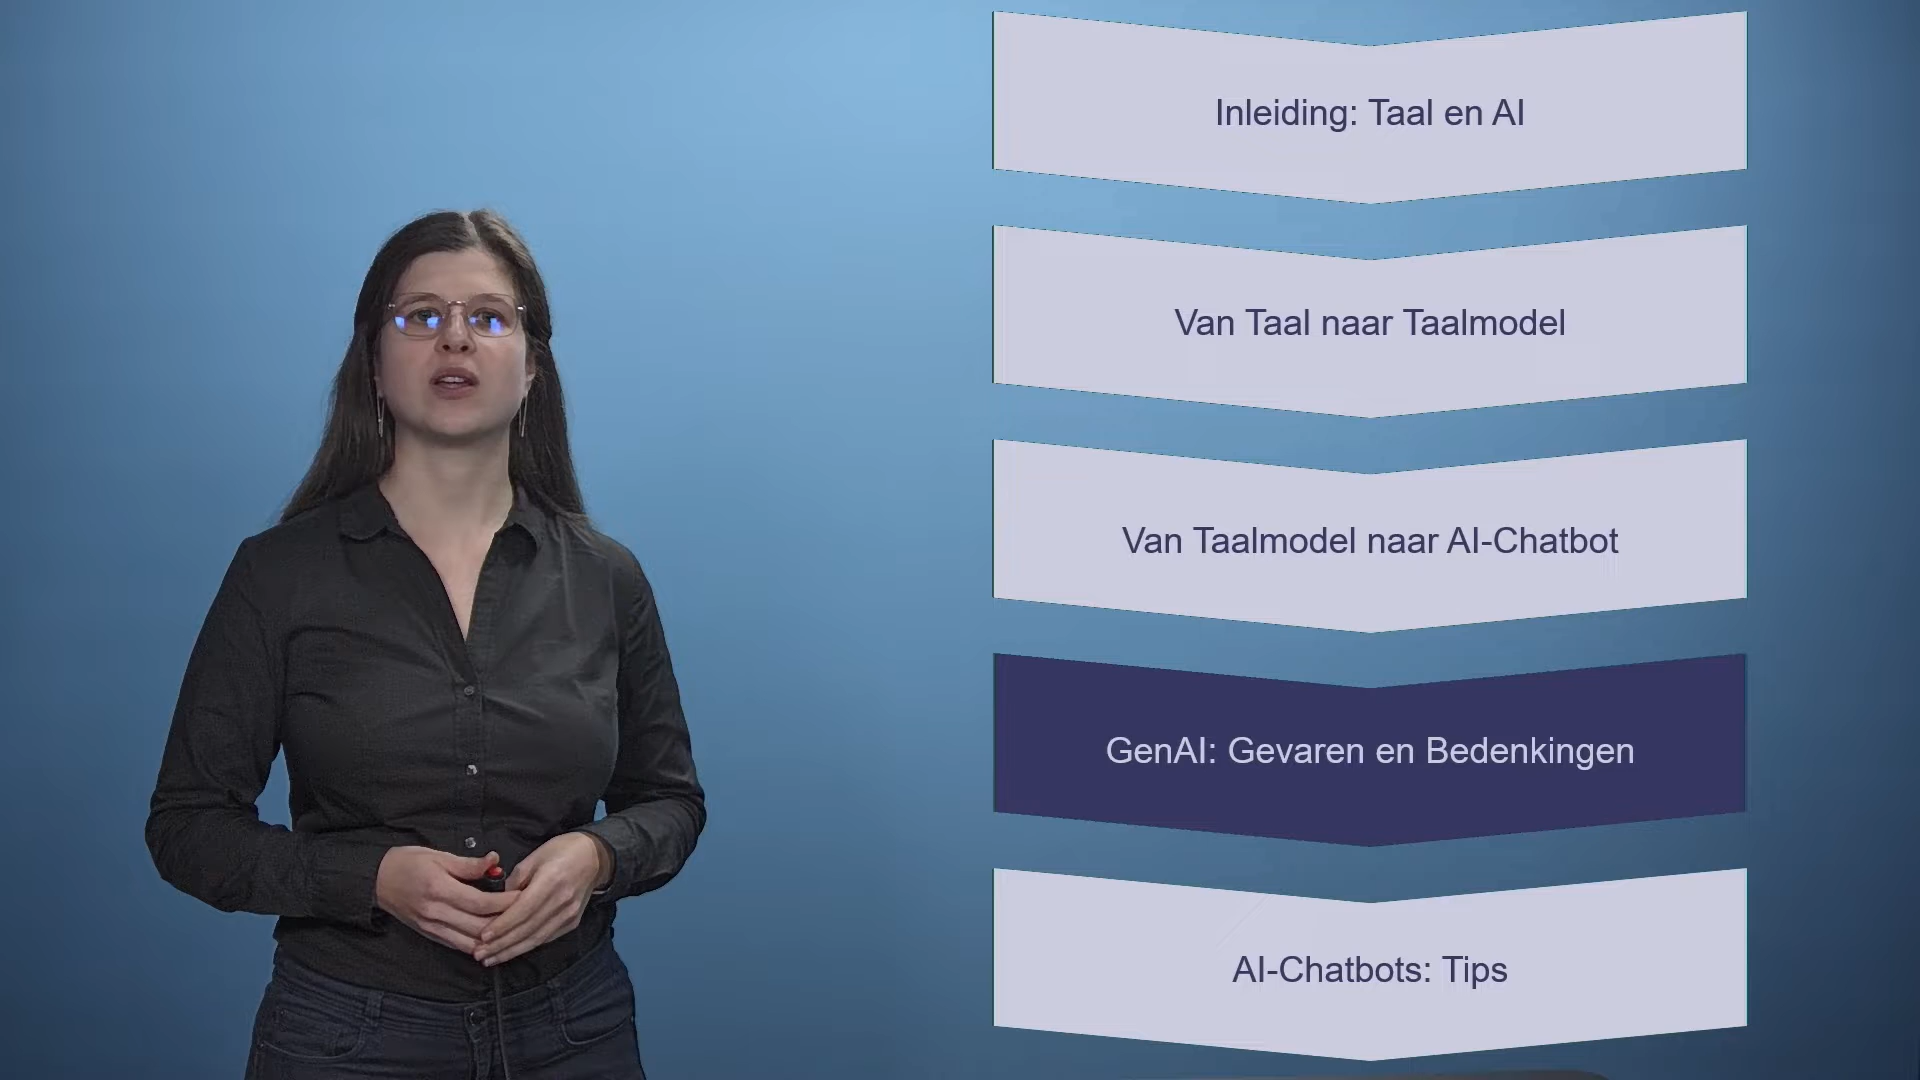 Inleiding: Taal en AI
Van Taal naar Taalmodel
Van Taalmodel naar AI-Chatbot
GenAI: Gevaren en Bedenkingen
AI-Chatbots: Tips